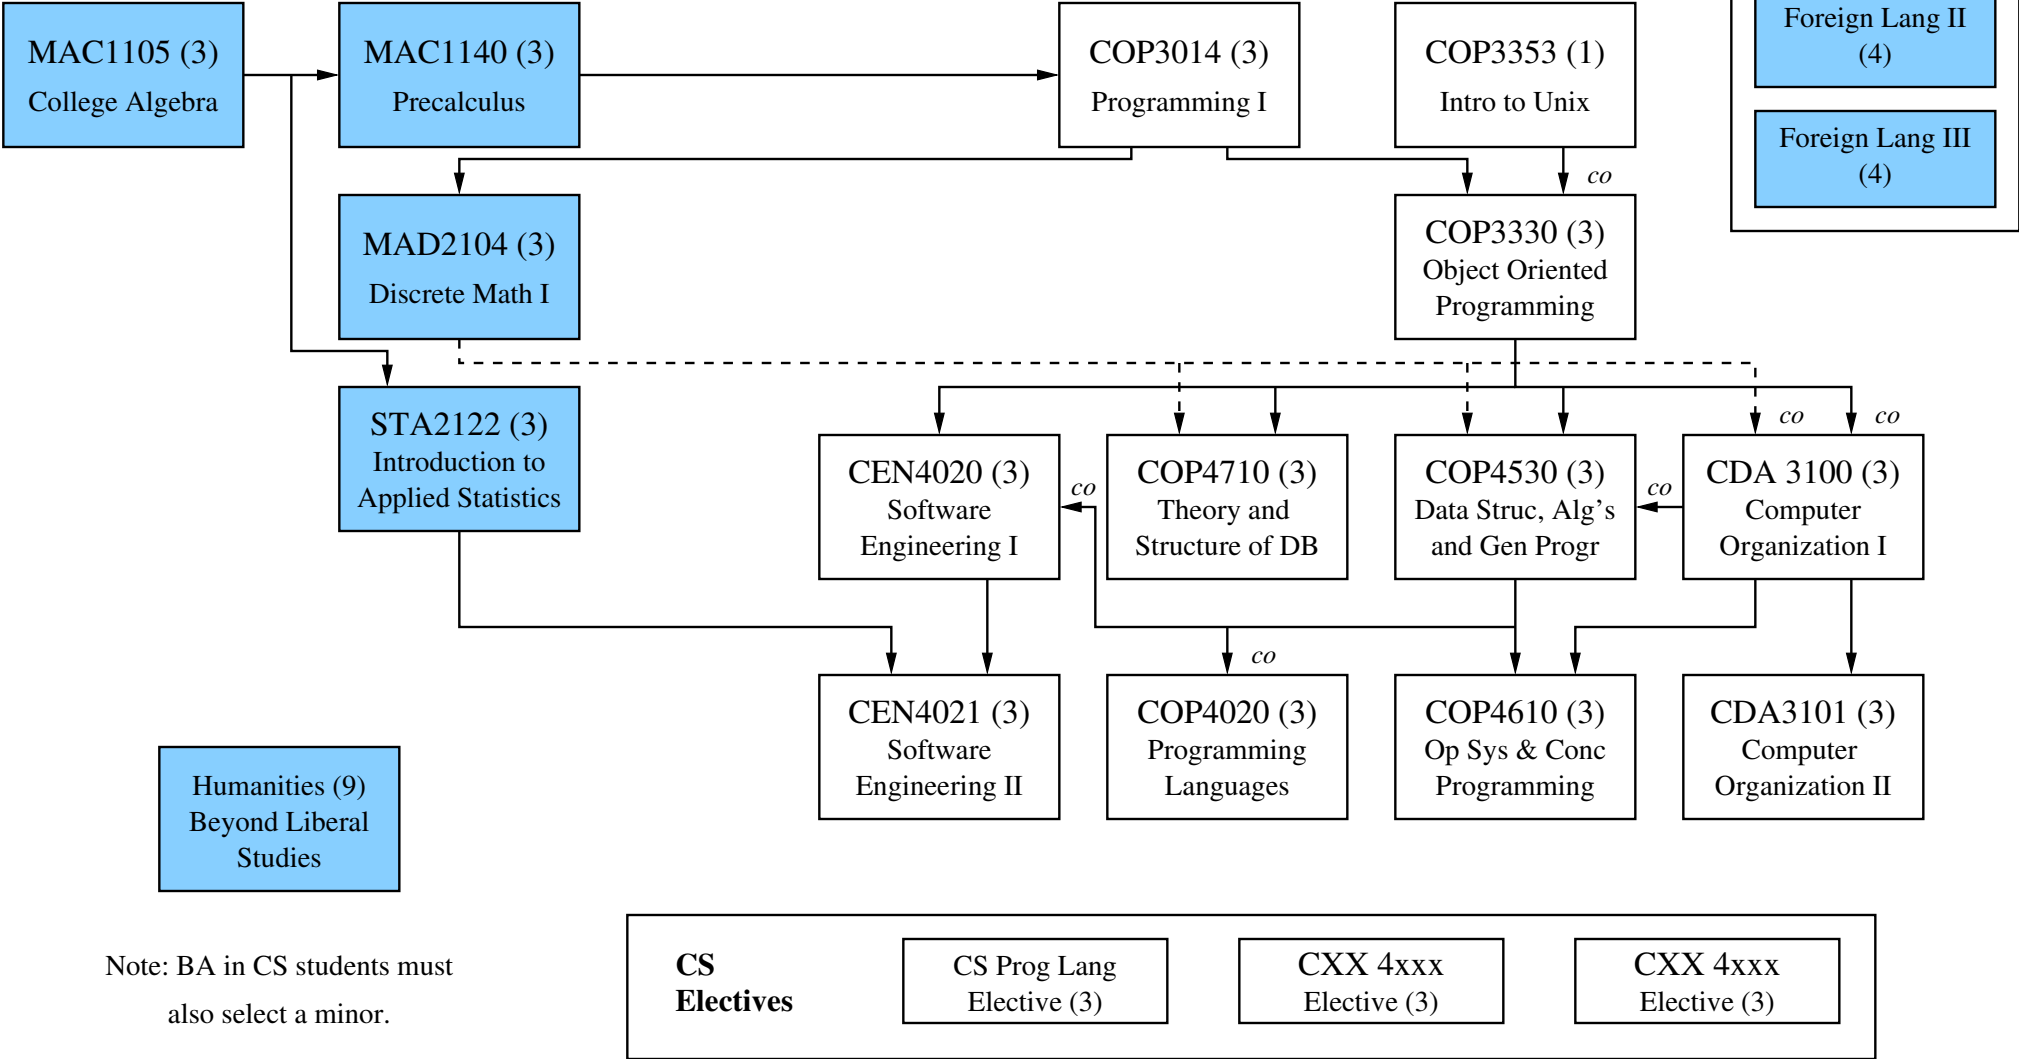 MAC1105 (3)
College Algebra
MAC1140 (3)
Precalculus
COP3014 (3)
Programming I
COP3353 (1)
Intro to Unix
Foreign Lang II
(4)
Foreign Lang III
(4)
co
MAD2104 (3)
Discrete Math I
COP3330 (3)
Object Oriented
Programming
STA2122 (3)
Introduction to
Applied Statistics
co
co
CEN4020 (3)
Software
Engineering I
co
COP4710 (3)
Theory and
Structure of DB
COP4530 (3)
Data Struc, Alg's
and Gen Progr
co
CDA 3100 (3)
Computer
Organization I
co
CEN4021 (3)
Software
Engineering II
COP4020 (3)
Programming
Languages
COP4610 (3)
Op Sys & Conc
Programming
CDA3101 (3)
Computer
Organization II
Humanities (9)
Beyond Liberal
Studies
Note: BA in CS students must
also select a minor.
CS
Electives
CS Prog Lang
Elective (3)
CXX 4xxx
Elective (3)
CXX 4xxx
Elective (3)